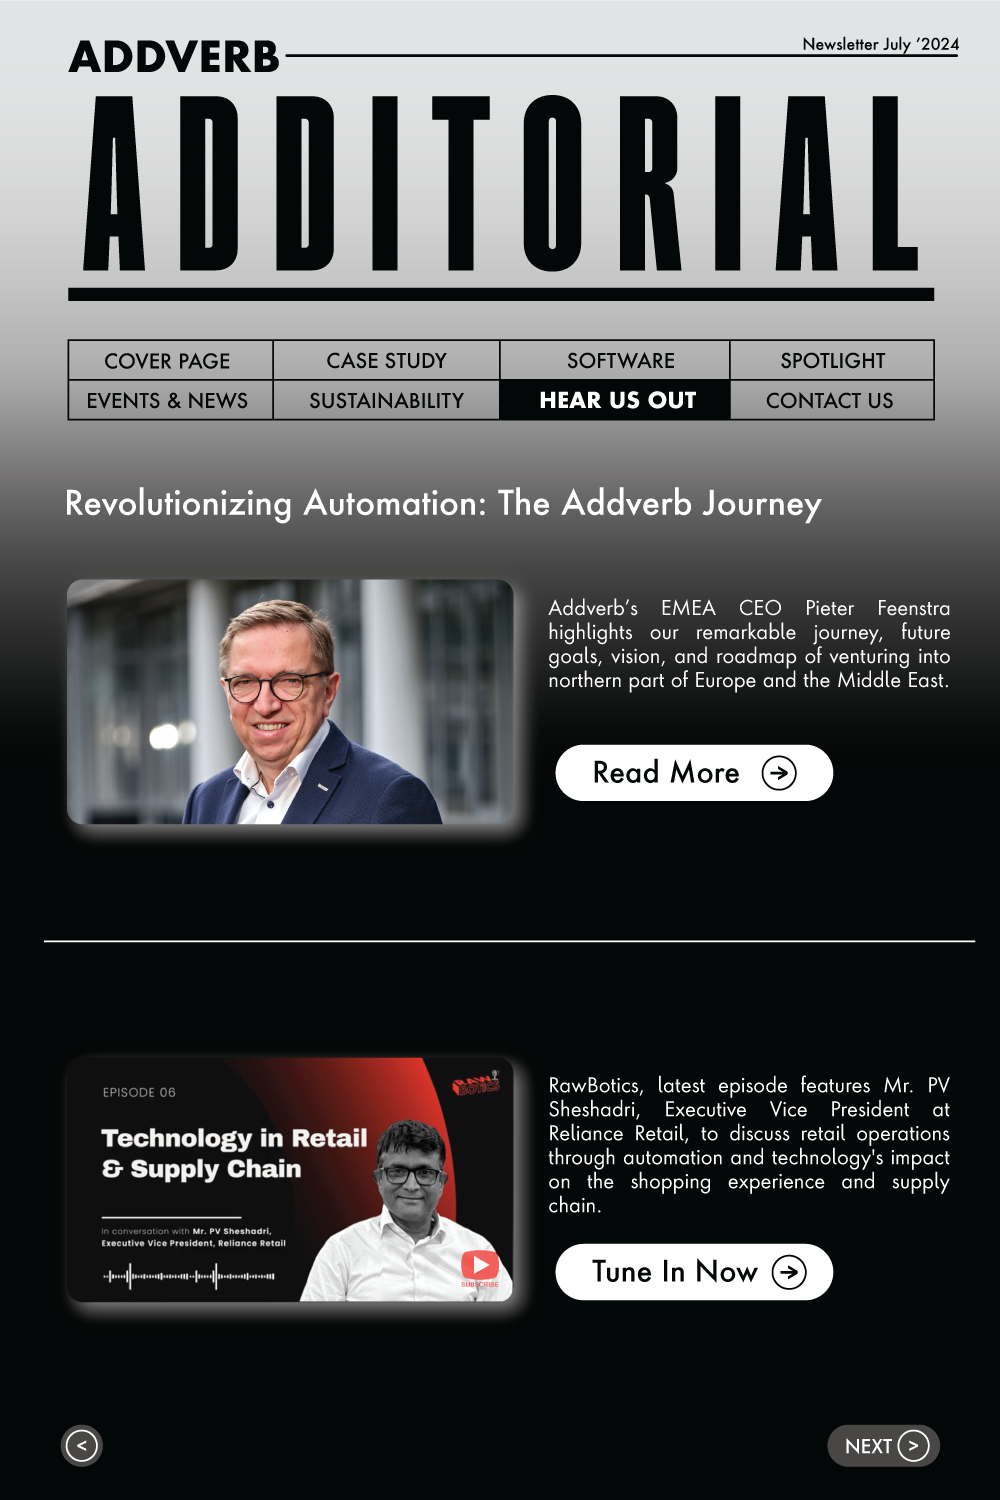 ADDVERB
Newsletter July ‘2024
ADDITORIAL
COVER PAGE
CASE STUDY
SOFTWARE
SPOTLIGHT
EVENTS & NEWS
SUSTAINABILITY
HEAR US OUT
CONTACT US
Revolutionizing Automation: The Addverb Journey
Addverb’s EMEA CEO Pieter Feenstra
highlights our remarkable journey, future
goals, vision, and roadmap of venturing into
northern part of Europe and the Middle East.
Read More
EPISODE 06
RAW
BOTICS
Technology in Retail
& Supply Chain
In conversation with Mr. PV Sheshadri,
Executive Vice President, Reliance Retail
SUBSCRIBE
RawBotics, latest episode features Mr. PV
Sheshadri, Executive Vice President at
Reliance Retail, to discuss retail operations
through automation and technology's impact
on the shopping experience and supply
chain.
Tune In Now
<
NEXT >